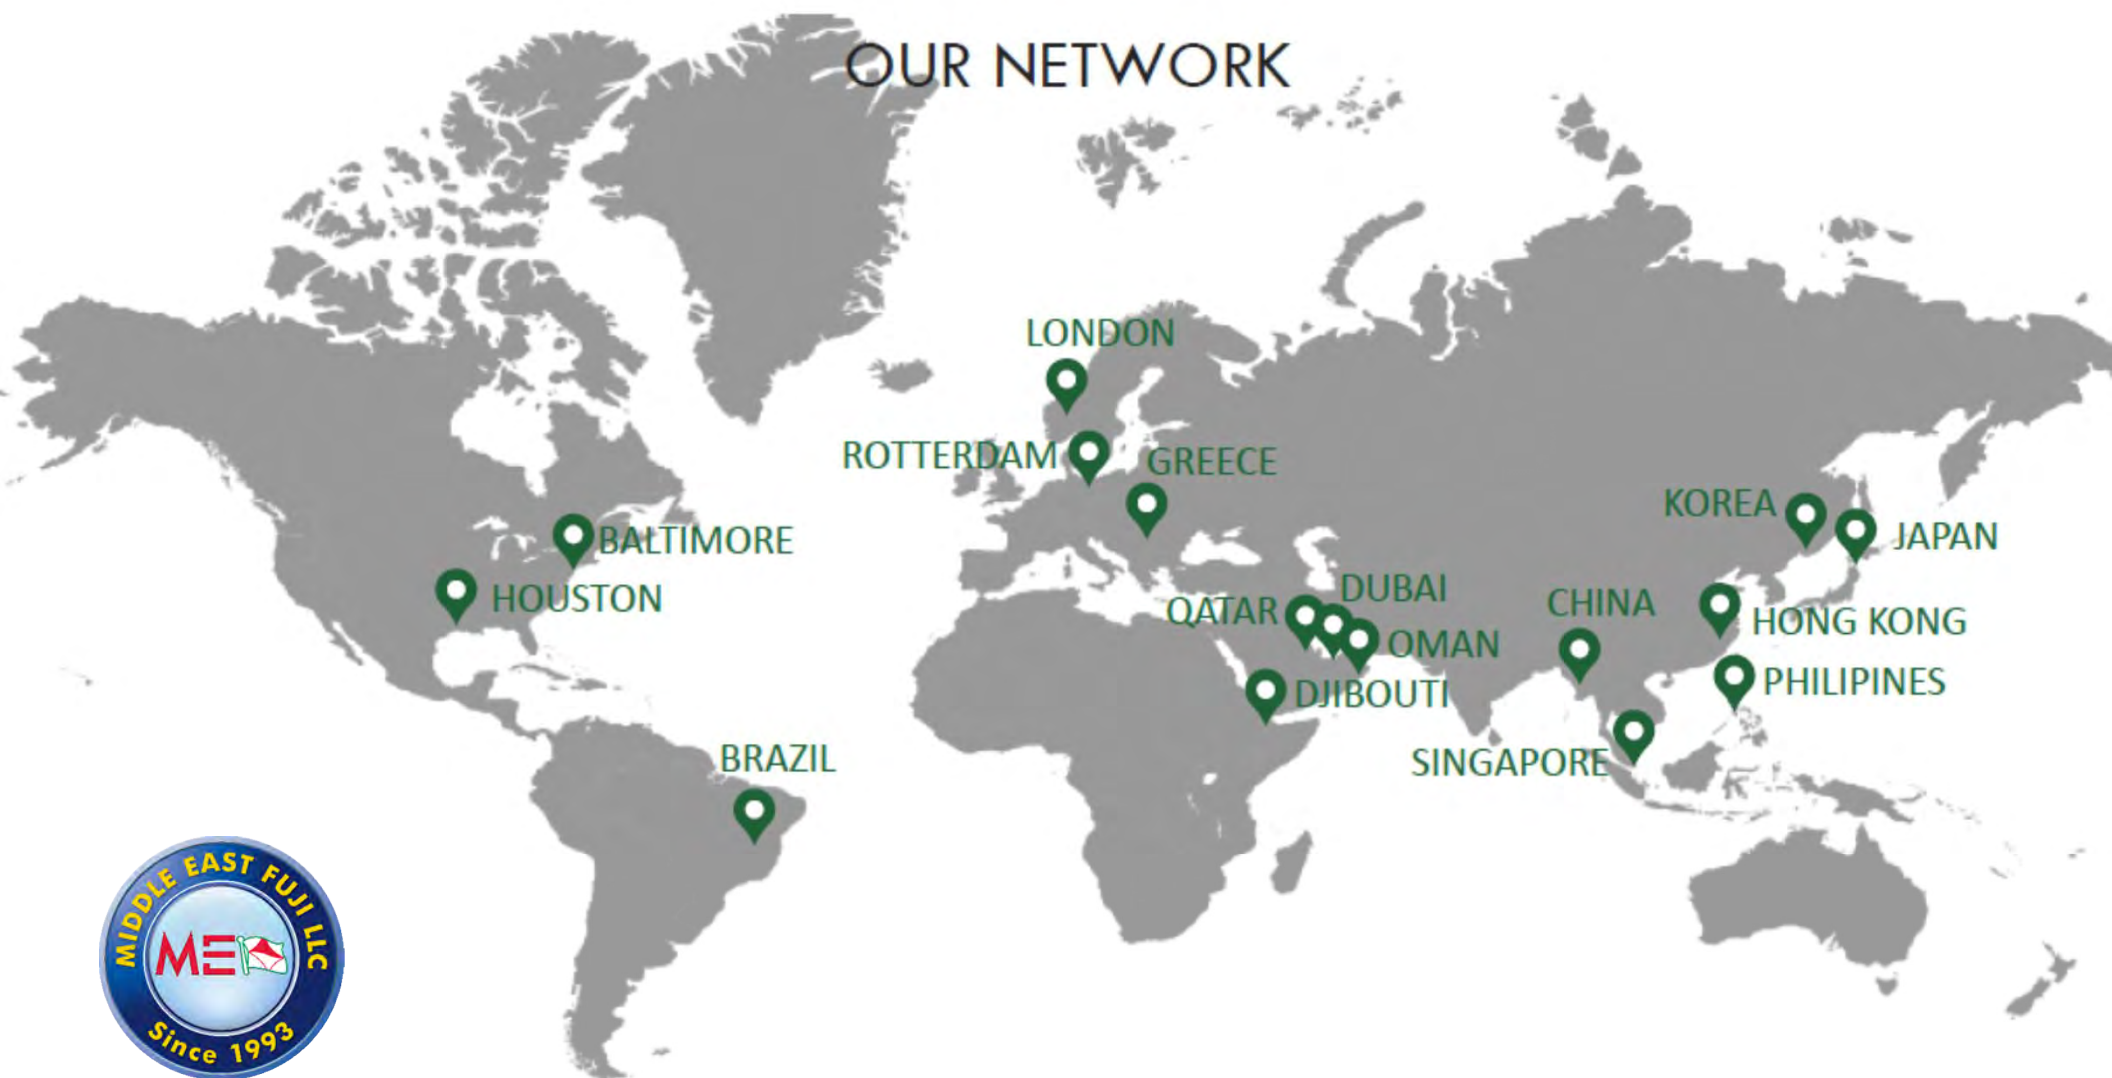 OUR NETWORK
LONDON
ROTTERDAM
GREECE
KOREA
JAPAN
BALTIMORE
HOUSTON
QATAR
DUBAI
OMAN
CHINA
HONG KONG
DJIBOUTI
PHILIPINES
SINGAPORE
BRAZIL
MIDDLE EAST FUJI LLC
ME
Since 1993